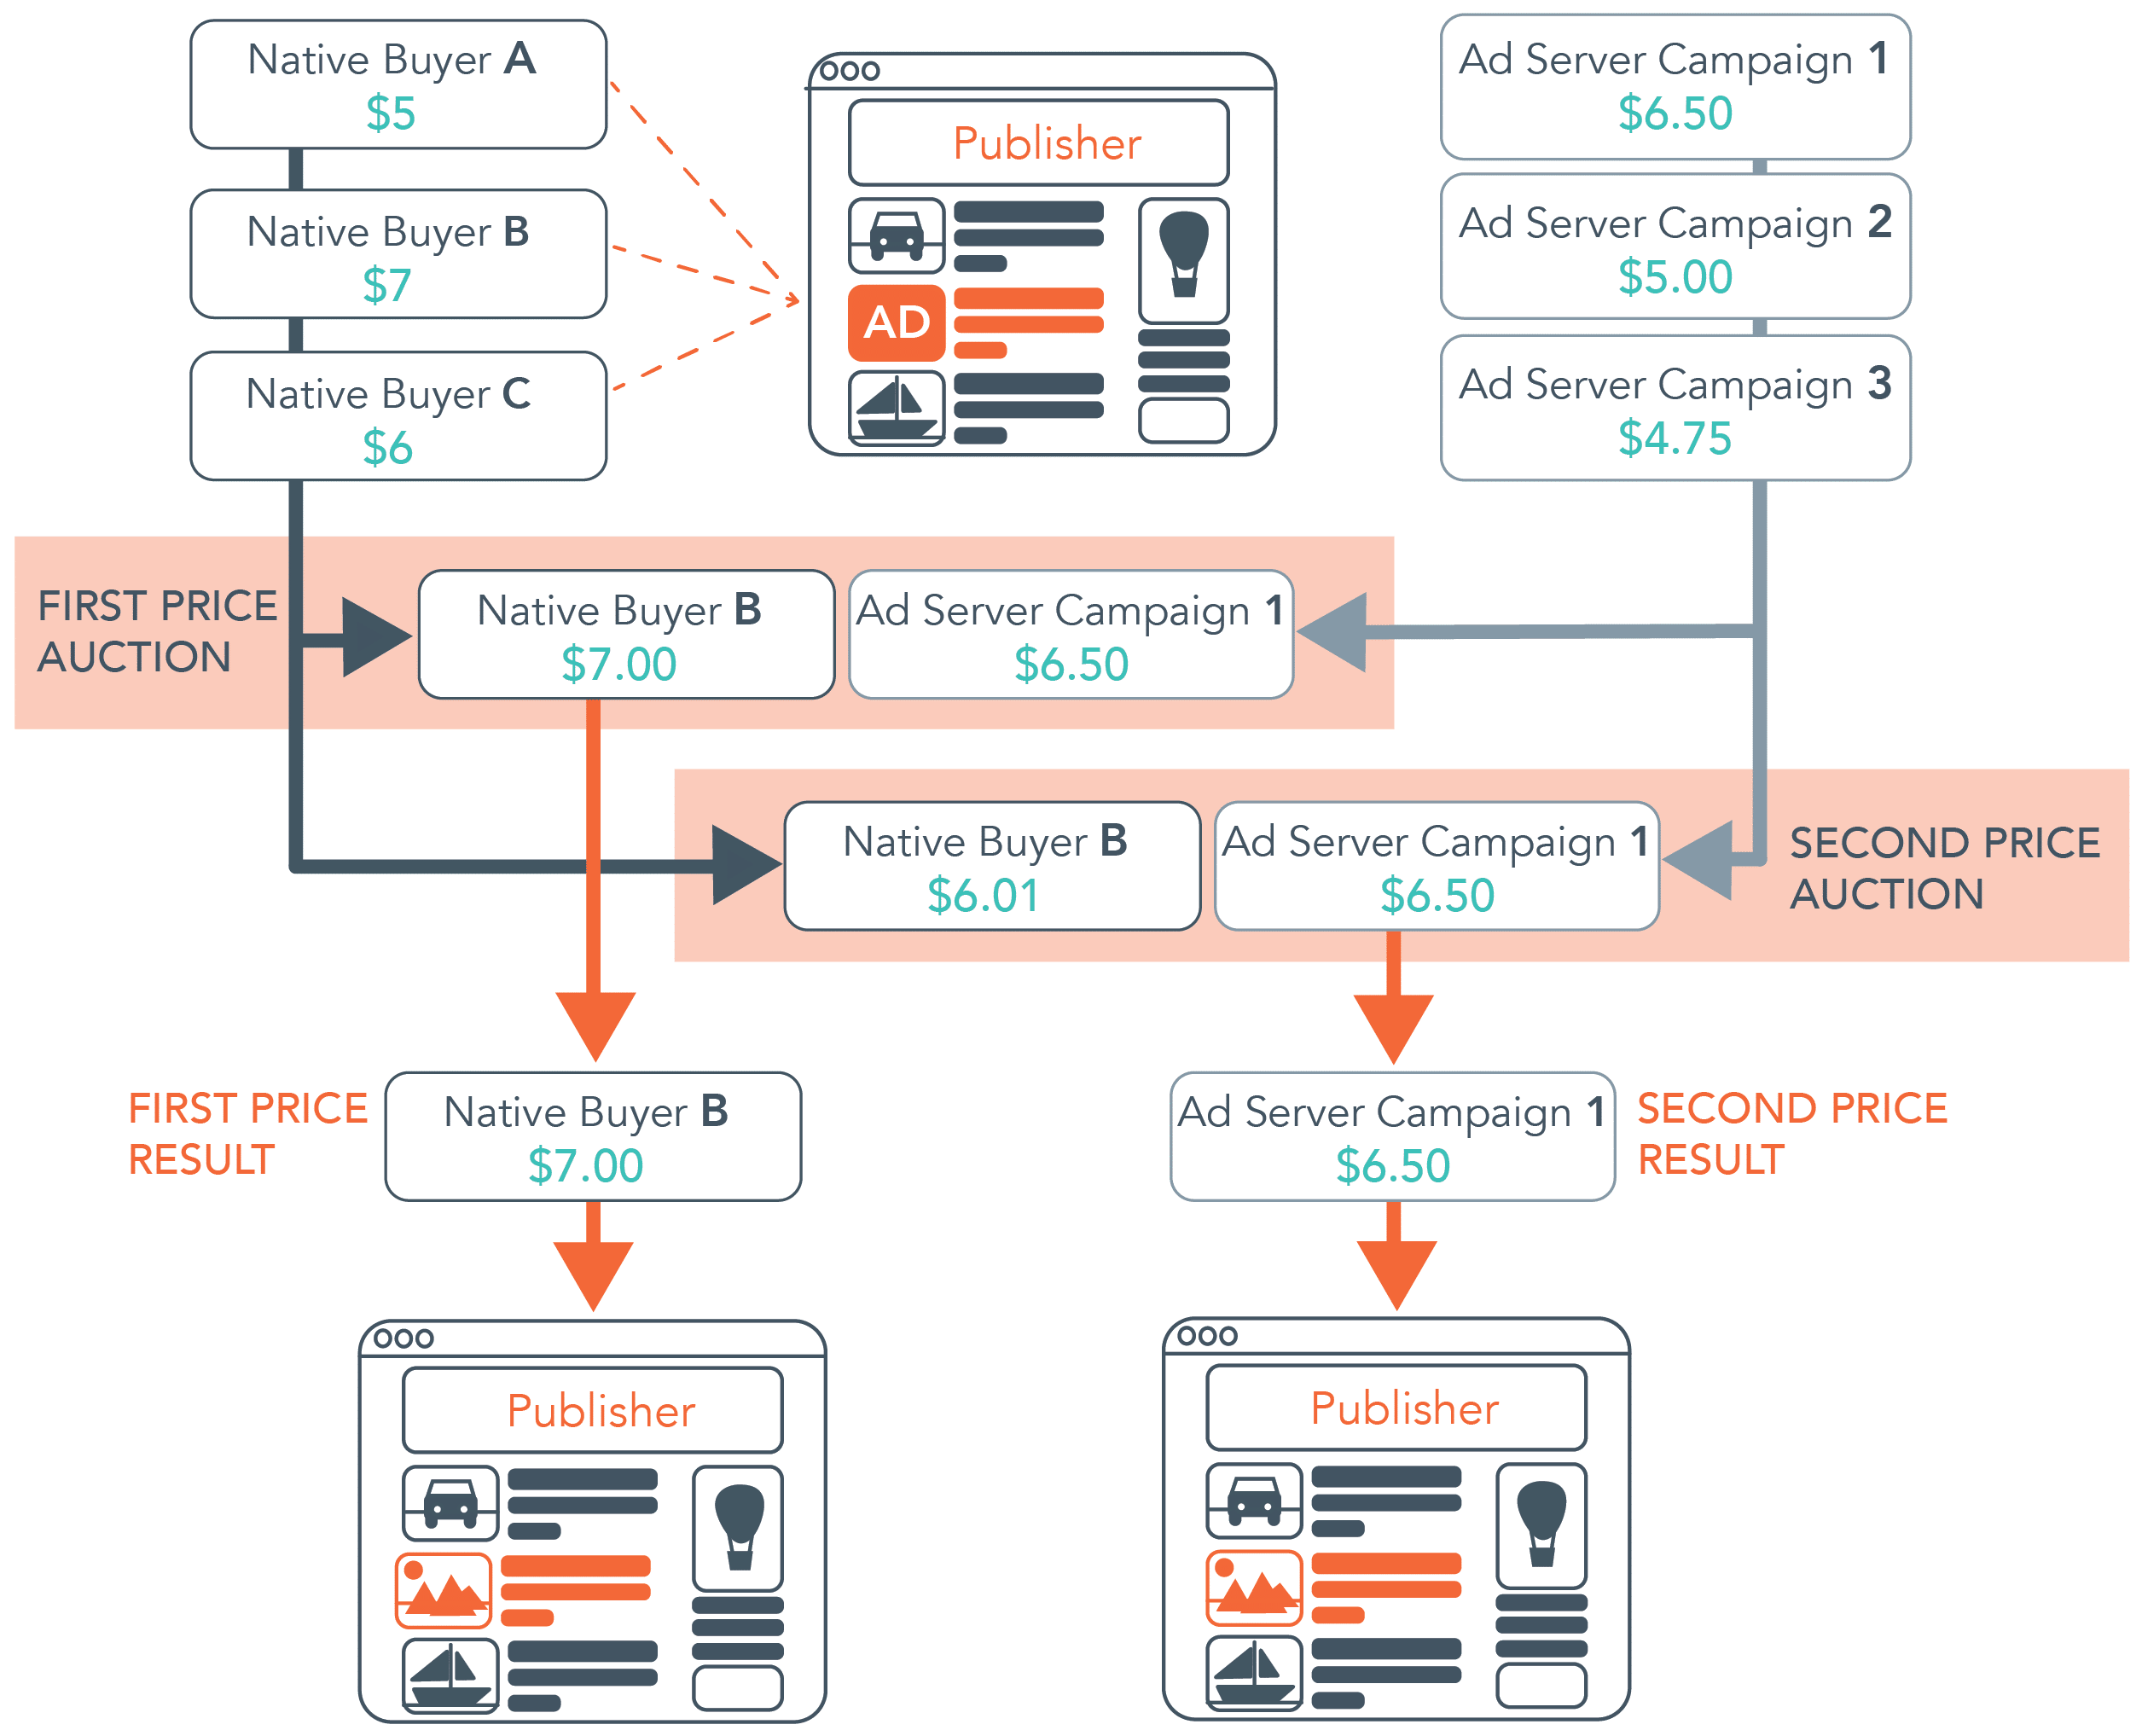 Native Buyer A
$5
Native Buyer B
$7
Native Buyer C
$6
Publisher
AD
Ad Server Campaign 1
$6.50
Ad Server Campaign 2
$5.00
Ad Server Campaign 3
$4.75
FIRST PRICE
AUCTION
Native Buyer B
$7.00
Ad Server Campaign 1
$6.50
Native Buyer B
$6.01
Ad Server Campaign 1
$6.50
SECOND PRICE
AUCTION
FIRST PRICE
RESULT
Native Buyer B
$7.00
Ad Server Campaign 1
$6.50
SECOND PRICE
RESULT
Publisher
Publisher